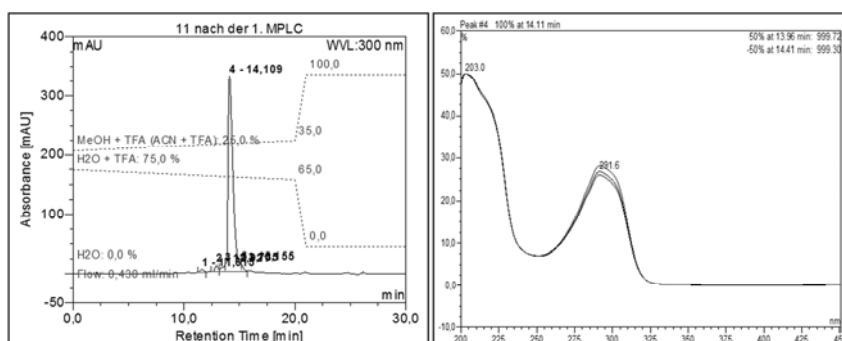 11 nach der 1. MPLC
mAU
WVL:300 nm
400
300
200
100
-50
Absorbance [mAU]
4 - 14,109
100,0
MeOH + TFA (ACN + TFA): 25,0 %
35,0
H2O + TFA: 75,0 %
65,0
H2O: 0,0 %
0,0
Flow: 0,430 ml/min
min
0,0
10,0
20,0
30,0
Retention Time [min]
Peak #4 100% at 14.11 min
60,0
%
50% at 13.96 min: 999.72
-50% at 14.41 min: 999.30
203.0
50,0
40,0
30,0
291.6
20,0
10,0
0,0
-10,0
nm
200
250
300
350
400